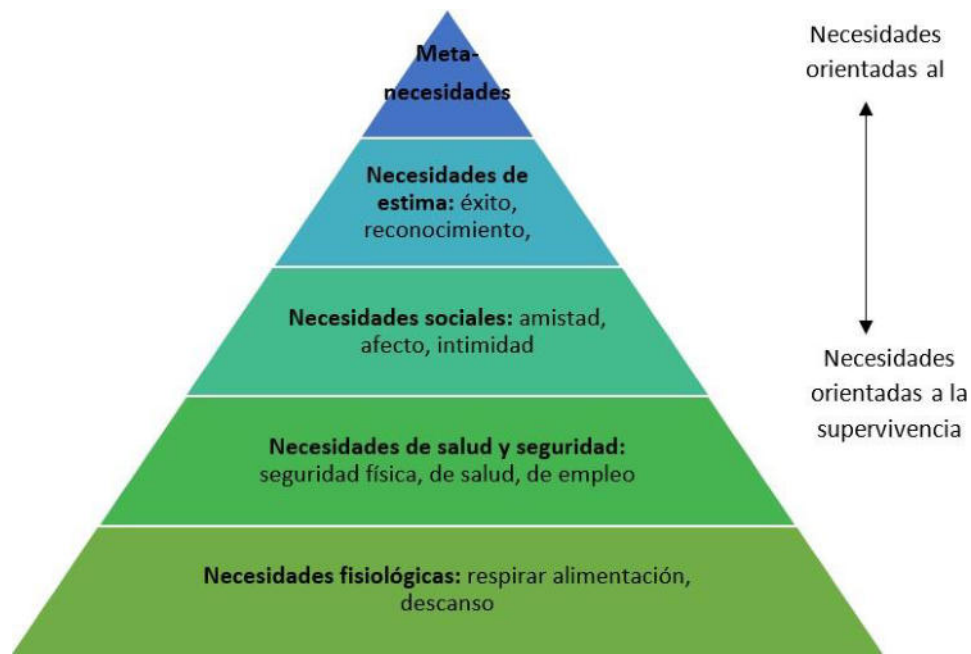 Meta-
necesidades
Necesidades de
estima: éxito,
reconocimiento,
Necesidades sociales: amistad,
afecto, intimidad
Necesidades de salud y seguridad:
seguridad física, de salud, de empleo
Necesidades fisiológicas: respirar alimentación,
descanso
Necesidades
orientadas al
Necesidades
orientadas a la
supervivencia